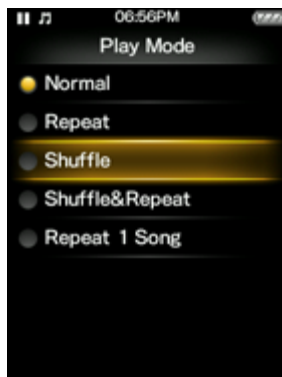 06:56PM
Play Mode
Normal
Repeat
Shuffle
Shuffle&Repeat
Repeat 1 Song